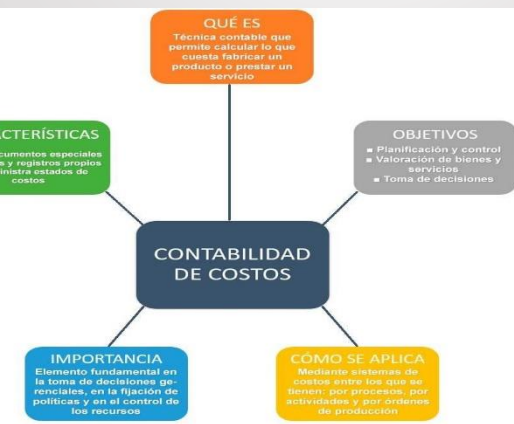 QUÉ ES
Técnica contable que
permite calcular lo que
cuesta fabricar un
producto o prestar un
servicio
ACTERÍSTICAS
cumentos especiales
s y registros propios
inistra estados de
costos
OBJETIVOS
▪ Planificación y control
▪ Valoración de bienes y
servicios
▪ Toma de decisiones
CONTABILIDAD
DE COSTOS
IMPORTANCIA
Elemento fundamental en
la toma de decisiones ge-
renciales, en la fijación de
políticas y en el control de
los recursos
CÓMO SE APLICA
Mediante sistemas de
costos entre los que se
tienen: por procesos, por
actividades y por órdenes
de producción